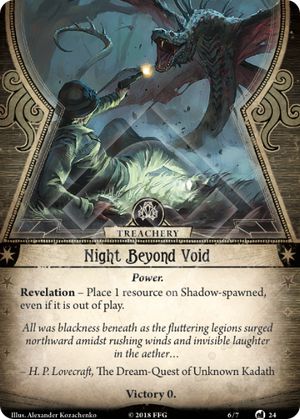 TREACHERY
Night Beyond Void
Power.
Revelation – Place 1 resource on Shadow-spawned,
even if it is out of play.
All was blackness beneath as the fluttering legions surged
northward amidst rushing winds and invisible laughter
in the aether…
– H. P. Lovecraft, The Dream-Quest of Unknown Kadath
Victory 0.
Illus. Alexander Kozachenko
© 2018 FFG
6/7
24